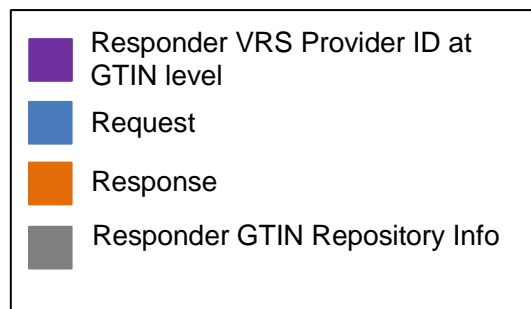 Responder VRS Provider ID at
GTIN level
Request
Response
Responder GTIN Repository Info